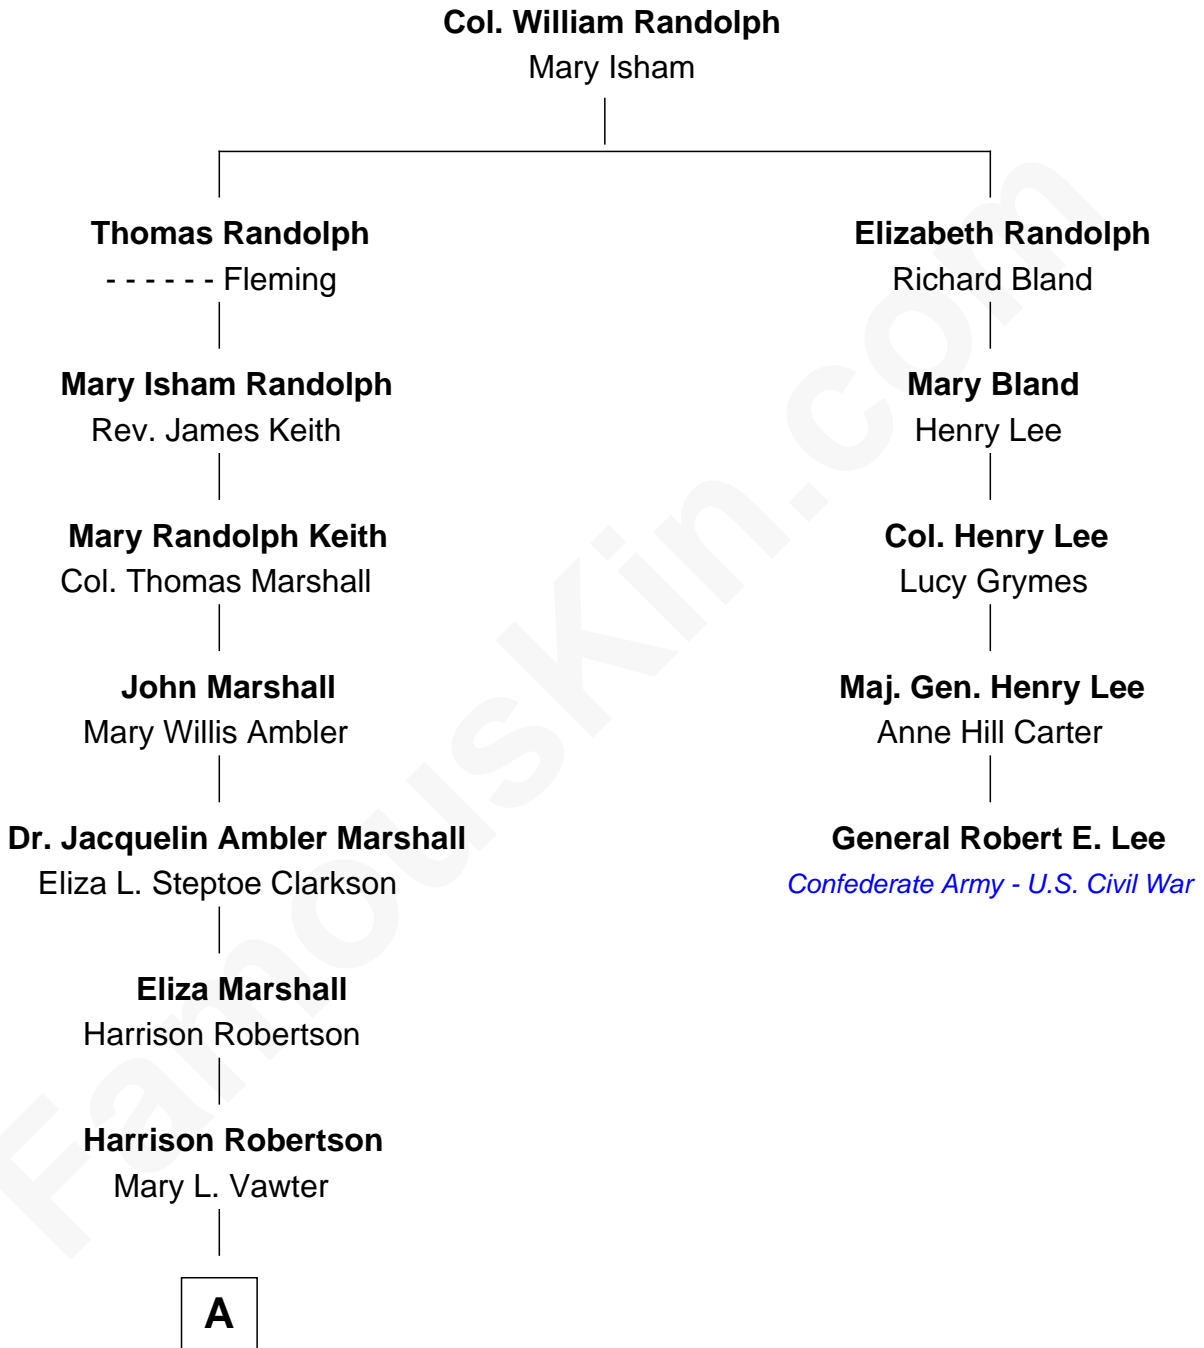 Col. William Randolph
Mary Isham
Thomas Randolph
- - - - - - Fleming
Elizabeth Randolph
Richard Bland
Mary Isham Randolph
Rev. James Keith
Mary Bland
Henry Lee
Mary Randolph Keith
Col. Thomas Marshall
Col. Henry Lee
Lucy Grymes
John Marshall
Mary Willis Ambler
Maj. Gen. Henry Lee
Anne Hill Carter
Dr. Jacquelin Ambler Marshall
Eliza L. Steptoe Clarkson
General Robert E. Lee
Confederate Army - U.S. Civil War
Eliza Marshall
Harrison Robertson
Harrison Robertson
Mary L. Vawter
A
FamousKin.com